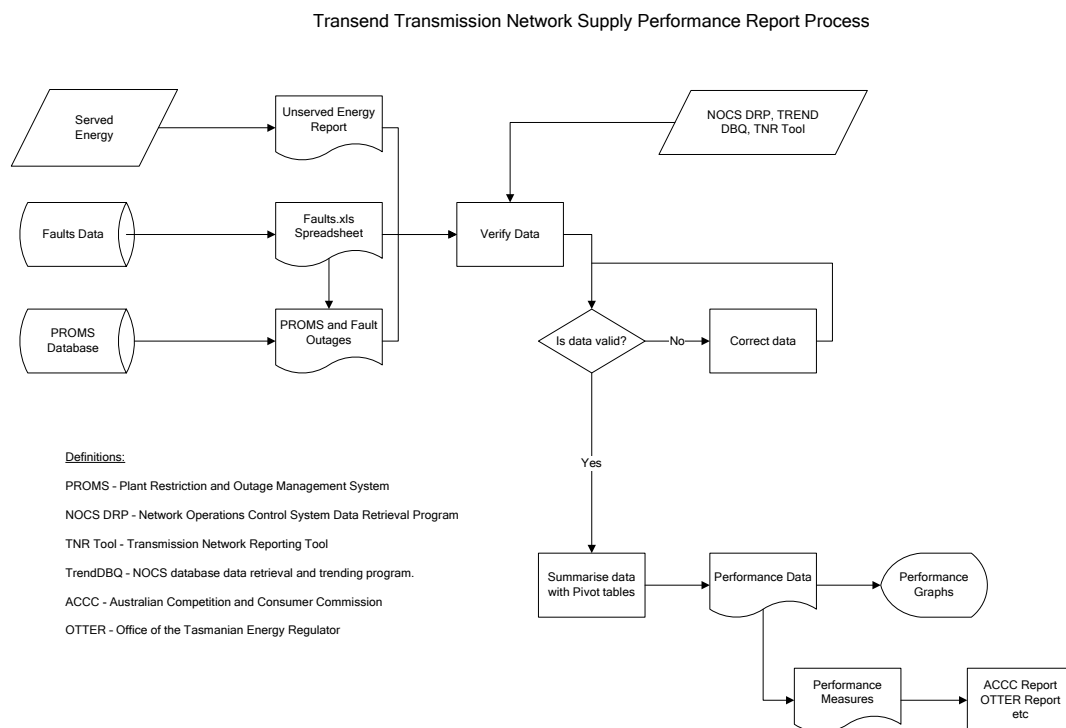 Transend Transmission Network Supply Performance Report Process
Served
Energy
Unserved Energy
Report
NOCS DRP, TREND
DBQ, TNR Tool
Faults Data
Faults.xls
Spreadsheet
Verify Data
PROMS
Database
PROMS and Fault
Outages
Is data valid?
No
Correct data
Yes
Definitions:
PROMS - Plant Restriction and Outage Management System
NOCS DRP - Network Operations Control System Data Retrieval Program
TNR Tool - Transmission Network Reporting Tool
TrendDBQ - NOCS database data retrieval and trending program.
ACCC - Australian Competition and Consumer Commission
OTTER - Office of the Tasmanian Energy Regulator
Summarise data
with Pivot tables
Performance Data
Performance
Graphs
Performance
Measures
ACCC Report
OTTER Report
etc